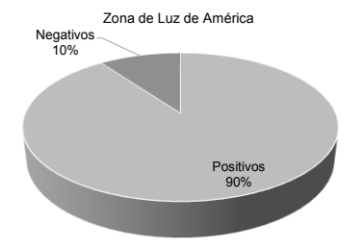 Zona de Luz de América
Negativos
10%
Positivos
90%